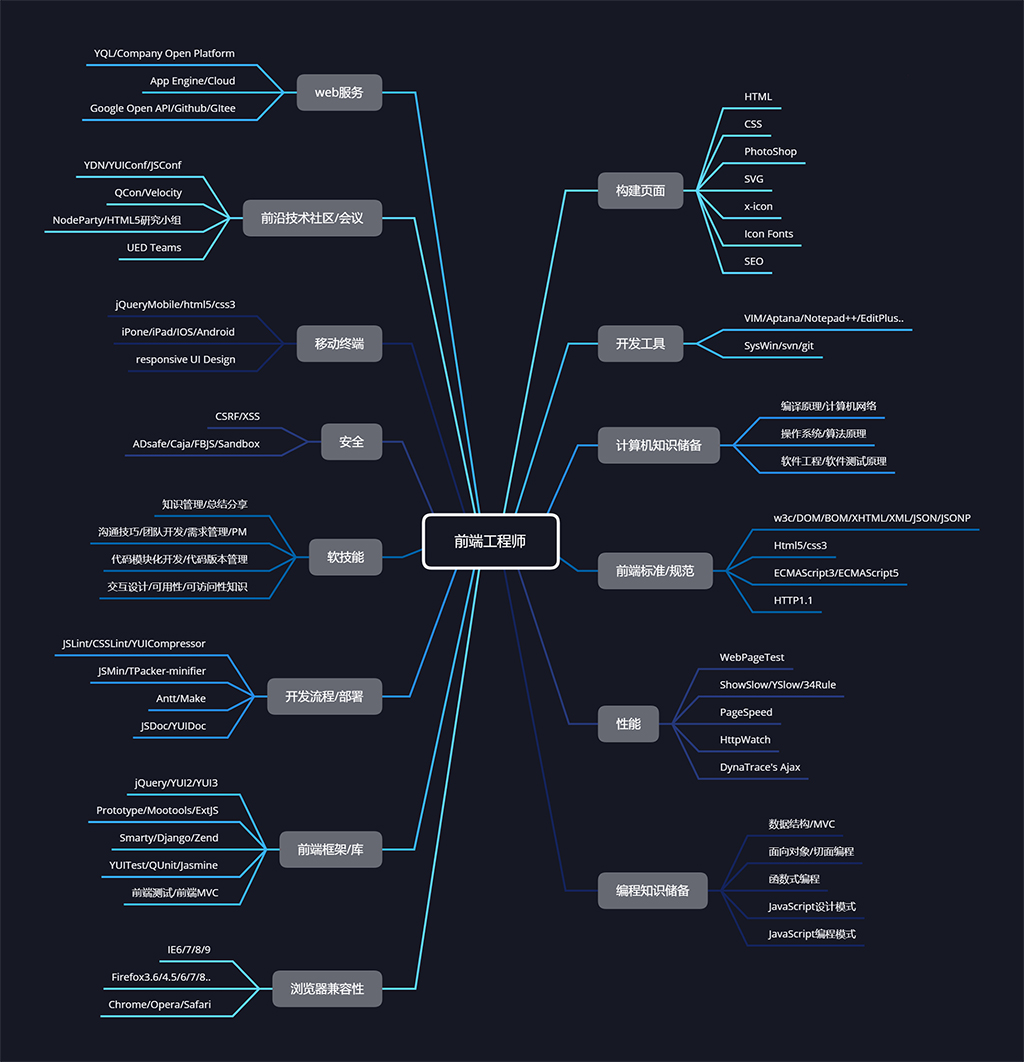 前端工程师
构建页面
HTML
CSS
PhotoShop
SVG
x-icon
Icon Fonts
SEO
开发工具
VIM/Aptana/Notepad++/EditPlus..
SysWin/svn/git
计算机知识储备
编译原理/计算机网络
操作系统/算法原理
软件工程/软件测试原理
前端标准/规范
w3c/DOM/BOM/XHTML/XML/JSON/JSONP
Html5/css3
ECMAScript3/ECMAScript5
HTTP1.1
性能
WebPageTest
ShowSlow/YSlow/34Rule
PageSpeed
HttpWatch
DynaTrace's Ajax
编程知识储备
数据结构/MVC
面向对象/切面编程
函数式编程
JavaScript设计模式
JavaScript编程模式
web服务
YQL/Company Open Platform
App Engine/Cloud
Google Open API/Github/GItee
前沿技术社区/会议
YDN/YUIConf/JSConf
QCon/Velocity
NodeParty/HTML5研究小组
UED Teams
移动终端
jQueryMobile/html5/css3
iPone/iPad/IOS/Android
responsive UI Design
安全
CSRF/XSS
ADsafe/Caja/FBJS/Sandbox
软技能
知识管理/总结分享
沟通技巧/团队开发/需求管理/PM
代码模块化开发/代码版本管理
交互设计/可用性/可访问性知识
开发流程/部署
JSLint/CSSLint/YUICompressor
JSMin/TPacker-minifier
Antt/Make
JSDoc/YUIDoc
前端框架/库
jQuery/YUI2/YUI3
Prototype/Mootools/ExtJS
Smarty/Django/Zend
YUITest/QUnit/Jasmine
前端测试/前端MVC
浏览器兼容性
IE6/7/8/9
Firefox3.6/4.5/6/7/8..
Chrome/Opera/Safari